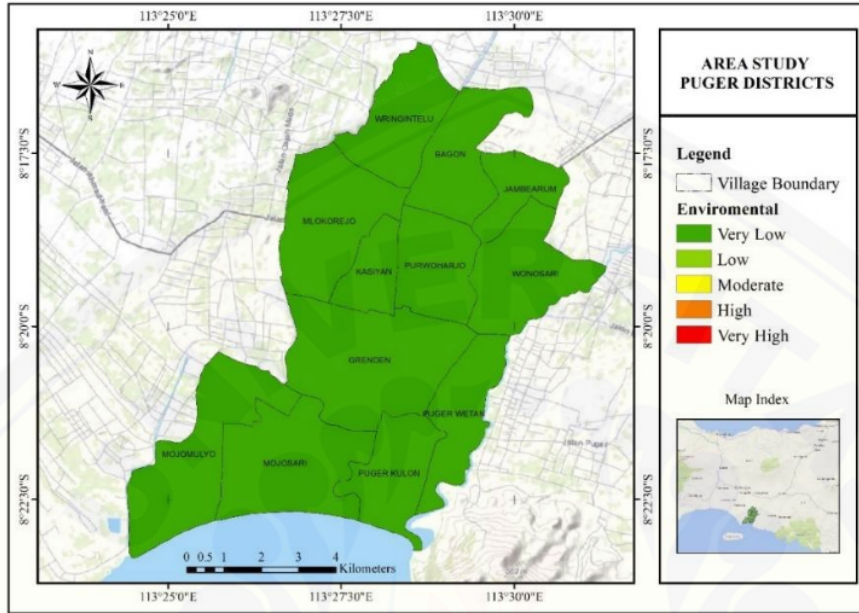 113°25'0"E
113°27'30"E
113°30'0"E
N
W
E
S
8°17'30"S
8°17'30"S
WRINGINTELU
BAGON
JAMBEARUM
MLOKOREJO
KASIYAN
PURWOHARJO
WONOSARI
8°20'0"S
8°20'0"S
GRENDEN
PUGER WETAN
MOJOMULYO
MOJOSARI
PUGER KULON
Jalan Puger
8°22'30"S
8°22'30"S
0 0.5 1 2 3 4
Kilometers
113°25'0"E
113°27'30"E
113°30'0"E
AREA STUDY
PUGER DISTRICTS
Legend
Village Boundary
Enviromental
Very Low
Low
Moderate
High
Very High
Map Index